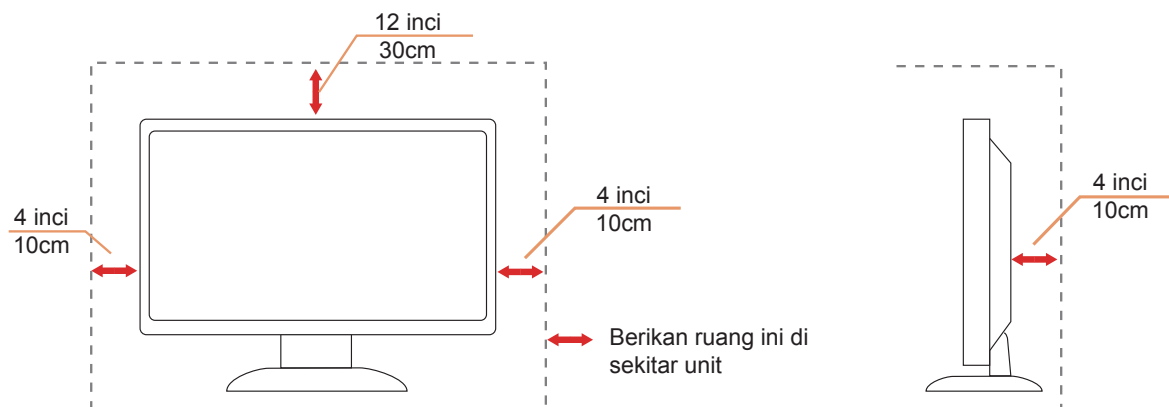 12 inci
30cm
4 inci
10cm
4 inci
10cm
Berikan ruang ini di
sekitar unit
4 inci
10cm